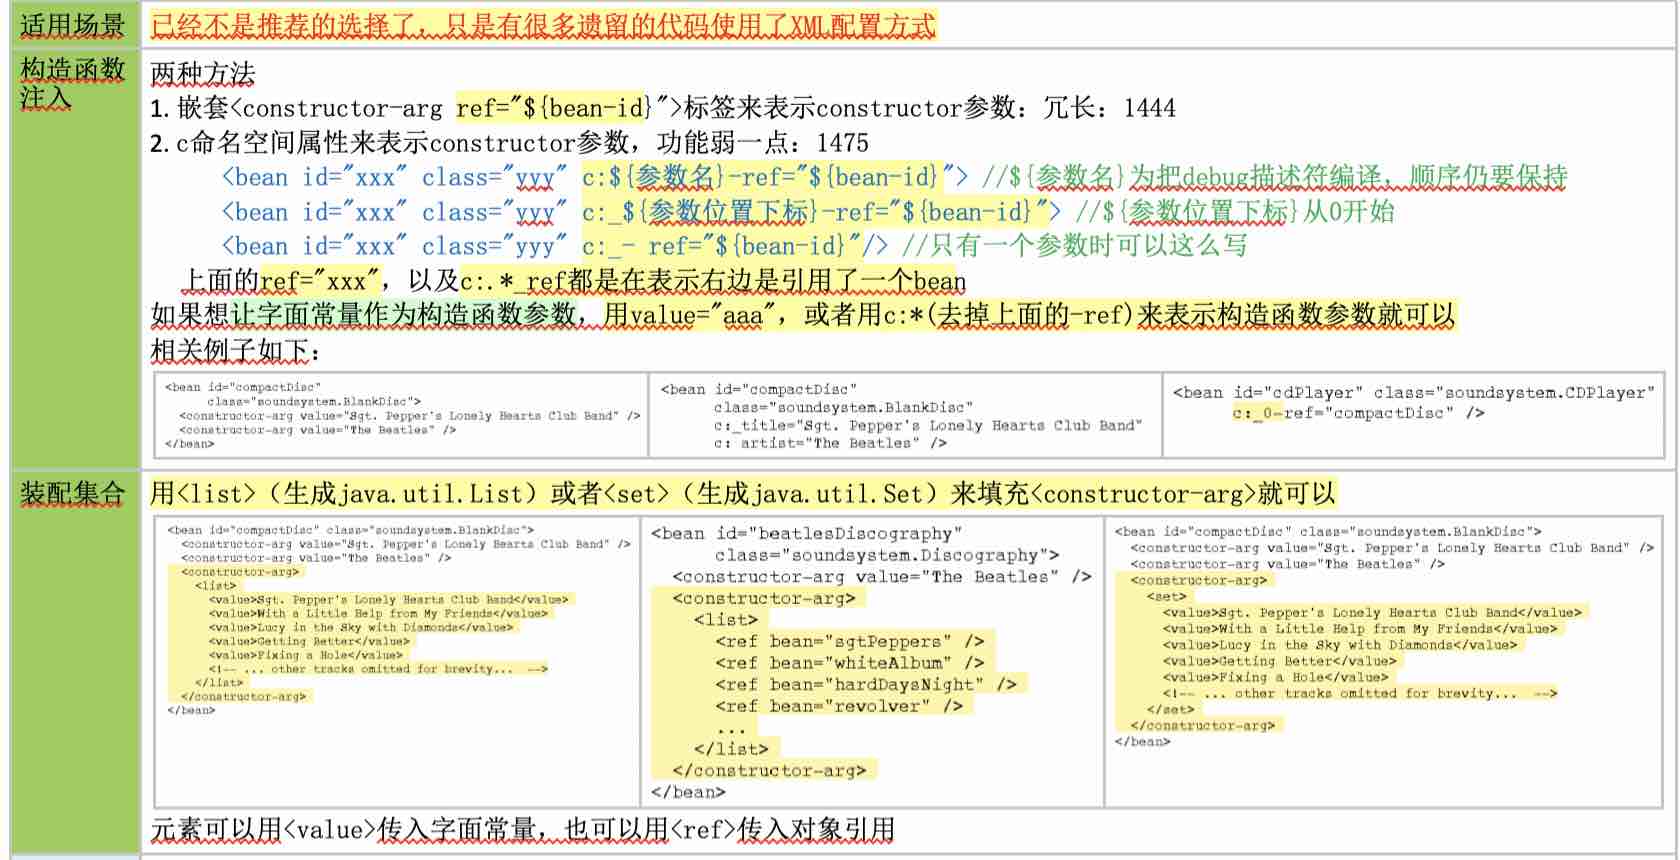 适用场景
已经不是推荐的选择了，只是有很多遗留的代码使用了XML配置方式
构造函数
注入
两种方法
1. 嵌套<constructor-arg ref="${bean-id}">标签来表示constructor参数：冗长：1444
2. c命名空间属性来表示constructor参数，功能弱一点：1475
<bean id="xxx" class="yyy" c:${参数名}-ref="${bean-id}"> //${参数名}为把debug描述符编译，顺序仍要保持
<bean id="xxx" class="yyy" c:_${参数位置下标}-ref="${bean-id}"> //${参数位置下标}从0开始
<bean id="xxx" class="yyy" c:_- ref="${bean-id}"/> //只有一个参数时可以这么写
上面的ref="xxx"，以及c:.*_ref都是在表示右边是引用了一个bean
如果想让字面常量作为构造函数参数，用value="aaa"，或者用c:*(去掉上面的-ref)来表示构造函数参数就可以
相关例子如下：
<bean id="compactDisc"
class="soundsystem.BlankDisc">
<constructor-arg value="Sgt. Pepper's Lonely Hearts Club Band" />
<constructor-arg value="The Beatles" />
</bean>
<bean id="compactDisc"
class="soundsystem.BlankDisc"
c:_title="Sgt. Pepper's Lonely Hearts Club Band"
c: artist="The Beatles" />
<bean id="cdPlayer" class="soundsystem.CDPlayer"
c:_0-ref="compactDisc" />
装配集合
用<list>（生成java.util.List）或者<set>（生成java.util.Set）来填充<constructor-arg>就可以
<bean id="compactDisc" class="soundsystem.BlankDisc">
<constructor-arg value="Sgt. Pepper's Lonely Hearts Club Band" />
<constructor-arg value="The Beatles" />
<constructor-arg>
<list>
<value>Sgt. Pepper's Lonely Hearts Club Band</value>
<value>With a Little Help from My Friends</value>
<value>Lucy in the Sky with Diamonds</value>
<value>Getting Better</value>
<value>Fixing a Hole</value>
<!-- ... other tracks omitted for brevity... -->
</list>
</constructor-arg>
</bean>
<bean id="beatlesDiscography"
class="soundsystem.Discography">
<constructor-arg value="The Beatles" />
<constructor-arg>
<list>
<ref bean="sgtPeppers" />
<ref bean="whiteAlbum" />
<ref bean="hardDaysNight" />
<ref bean="revolver" />
...
</list>
</constructor-arg>
</bean>
<bean id="compactDisc" class="soundsystem.BlankDisc">
<constructor-arg value="Sgt. Pepper's Lonely Hearts Club Band" />
<constructor-arg value="The Beatles" />
<constructor-arg>
<set>
<value>Sgt. Pepper's Lonely Hearts Club Band</value>
<value>With a Little Help from My Friends</value>
<value>Lucy in the Sky with Diamonds</value>
<value>Getting Better</value>
<value>Fixing a Hole</value>
<!-- ... other tracks omitted for brevity... -->
</set>
</constructor-arg>
</bean>
元素可以用<value>传入字面常量，也可以用<ref>传入对象引用